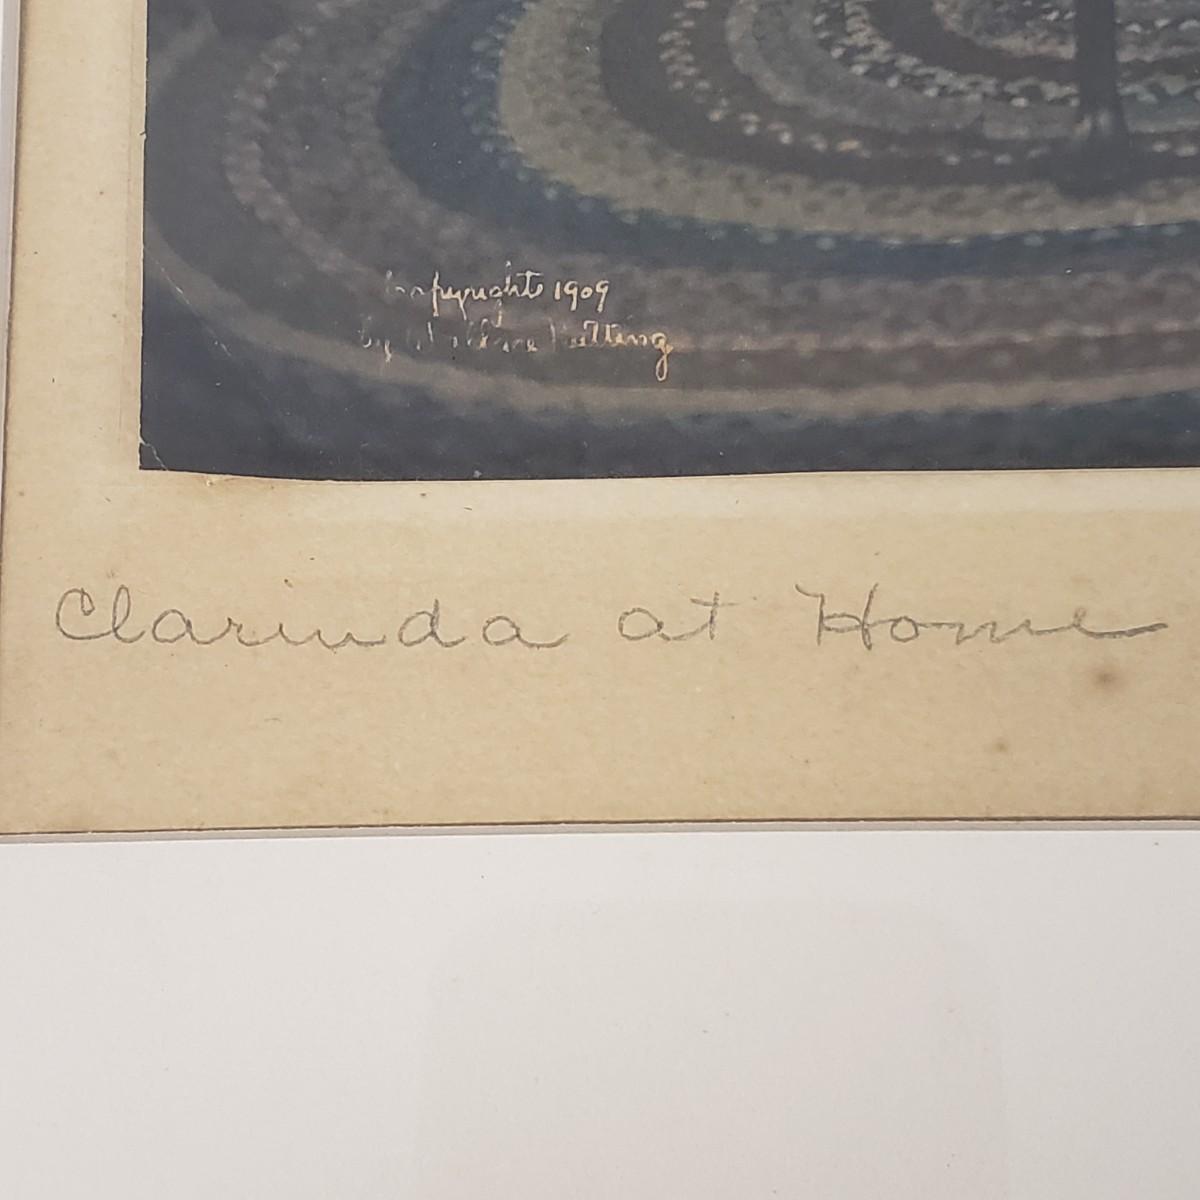 Copyright 1909
by Wallace Nutting
Clarinda at Home